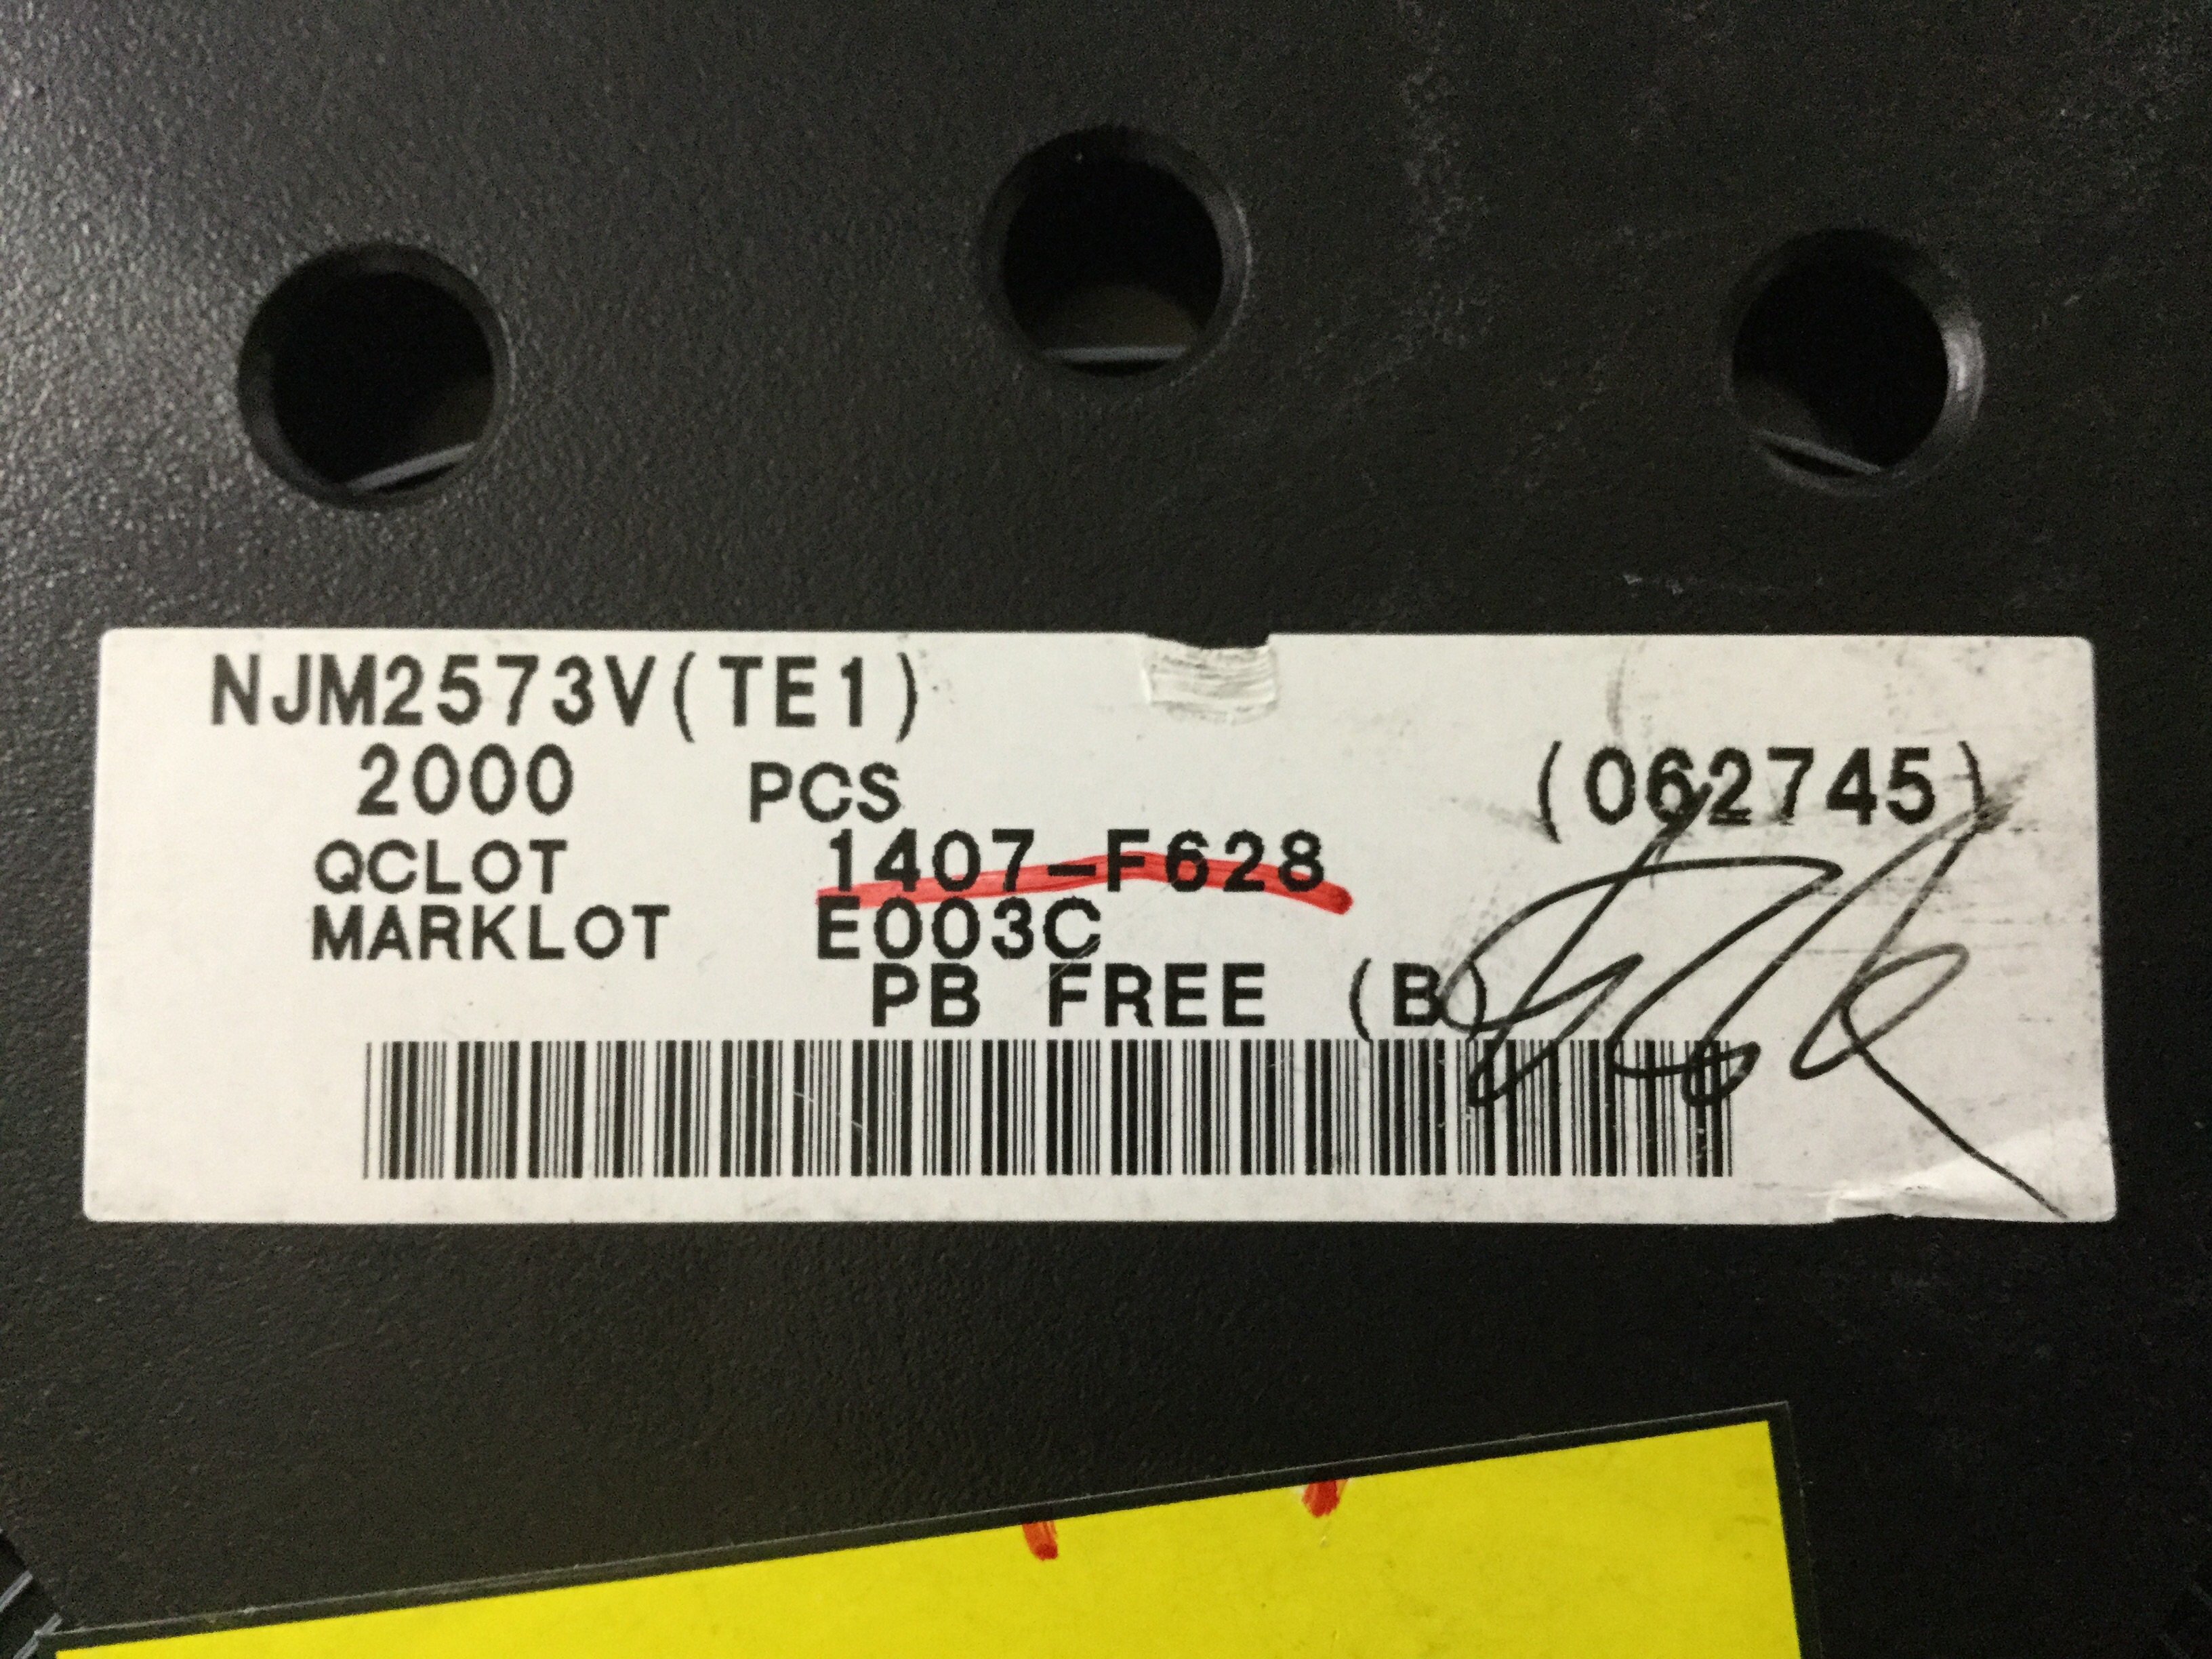 NJM2573V(TE1)
2000 PCS (062745)
QCLOT 1407-F628
MARKLOT E003C
PB FREE (B)